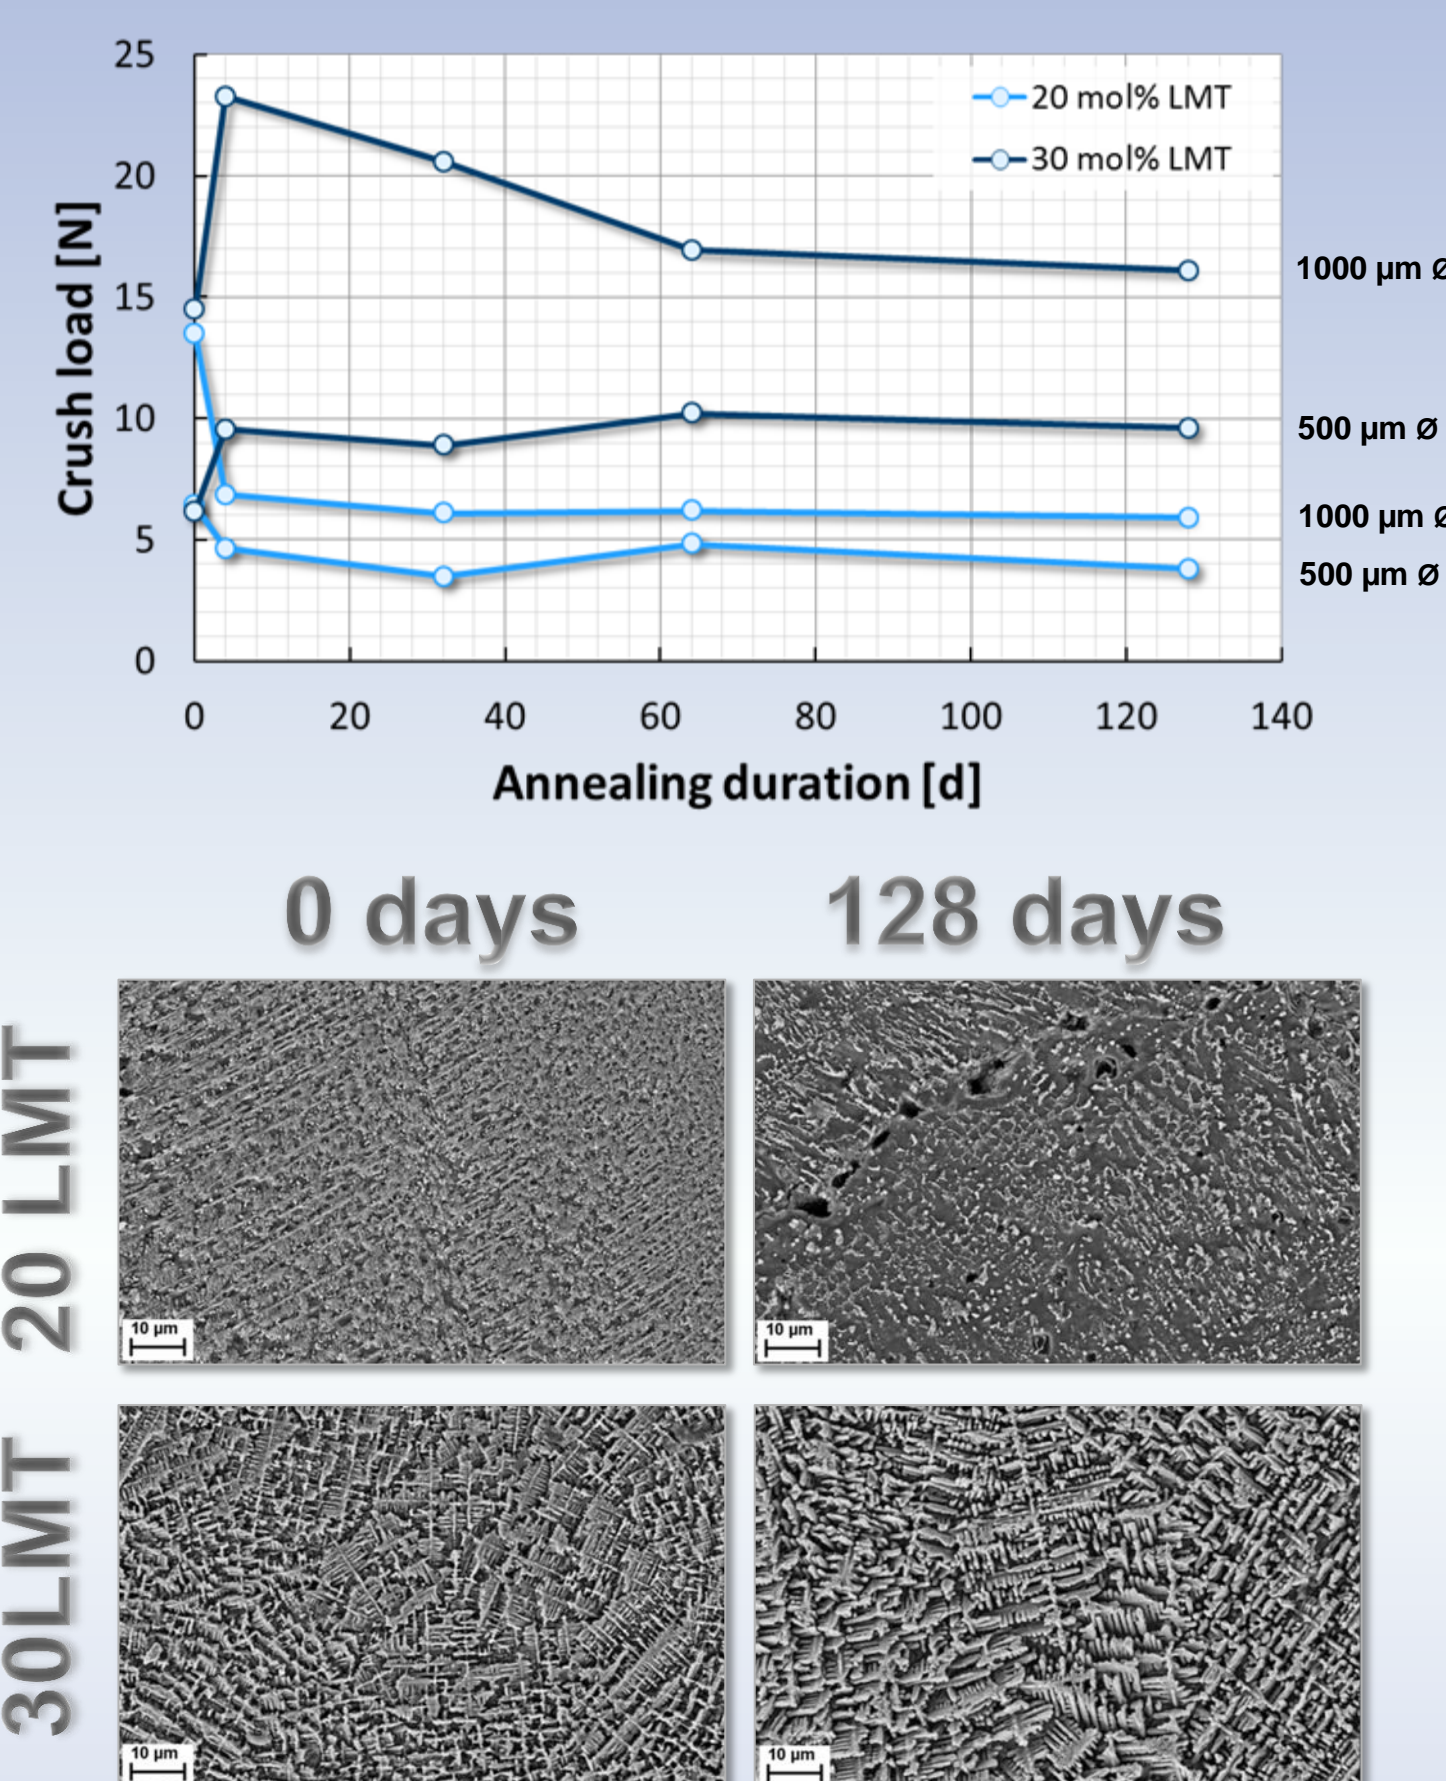 25
20
15
10
5
0
Crush load [N]
20 mol% LMT
30 mol% LMT
1000 µm
500 µm Ø
1000 µm
500 µm Ø
0 20 40 60 80 100 120 140
Annealing duration [d]
0 days
128 days
20 LMT
10 µm
10 µm
30LMT
10 µm
10 µm